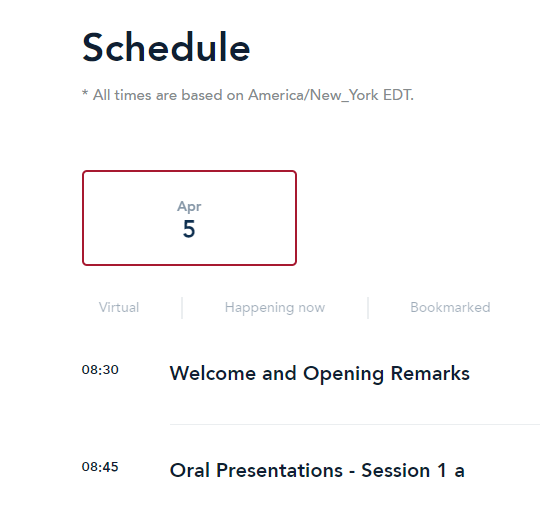 Schedule
* All times are based on America/New_York EDT.
Apr
5
Virtual
Happening now
Bookmarked
08:30
Welcome and Opening Remarks
08:45
Oral Presentations - Session 1 a